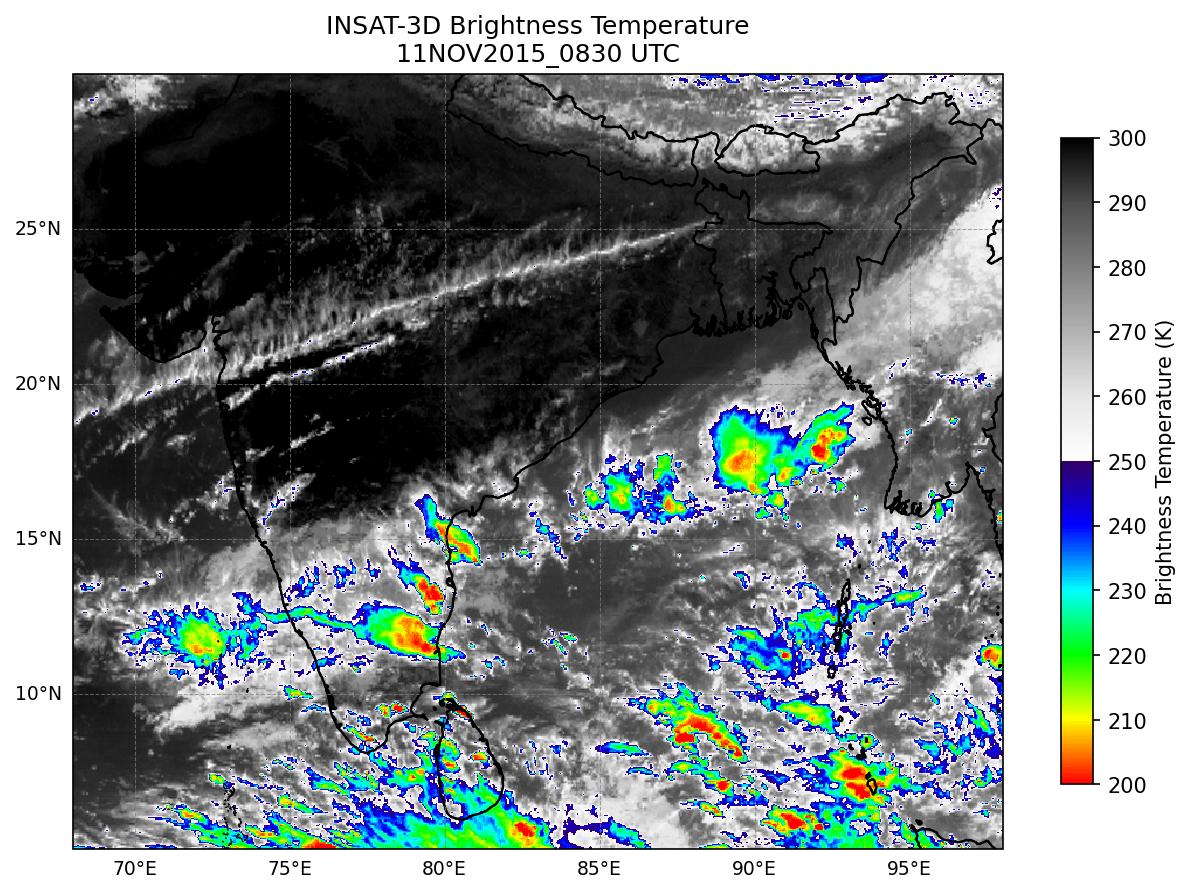 INSAT-3D Brightness Temperature
11NOV2015_0830 UTC
25°N
20°N
15°N
10°N
70°E
75°E
80°E
85°E
90°E
95°E
300
290
280
270
260
250
240
230
220
210
200
Brightness Temperature (K)